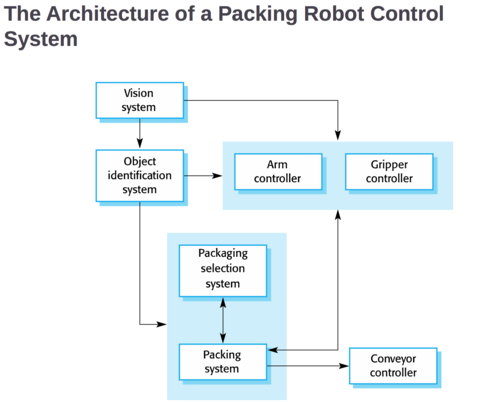 The Architecture of a Packing Robot Control
System
Vision
system
Object
identification
system
Arm
controller
Gripper
controller
Packaging
selection
system
Packing
system
Conveyor
controller